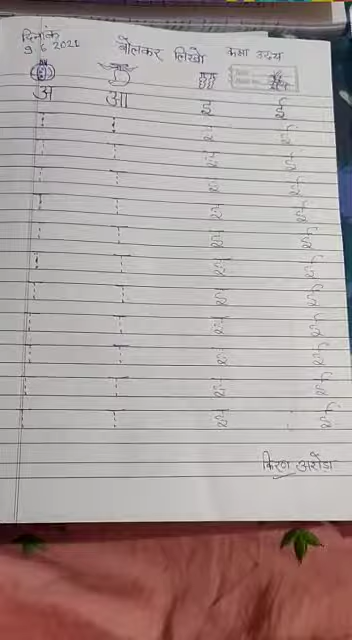 दिनांक
9 6 2021 बोलकर लिखो कक्षा उदय
अ आ इ ई
इ ई
इ ई
इ ई
इ ई
इ ई
इ ई
इ ई
इ ई
इ ई
इ ई
इ ई
किरण अरोडा